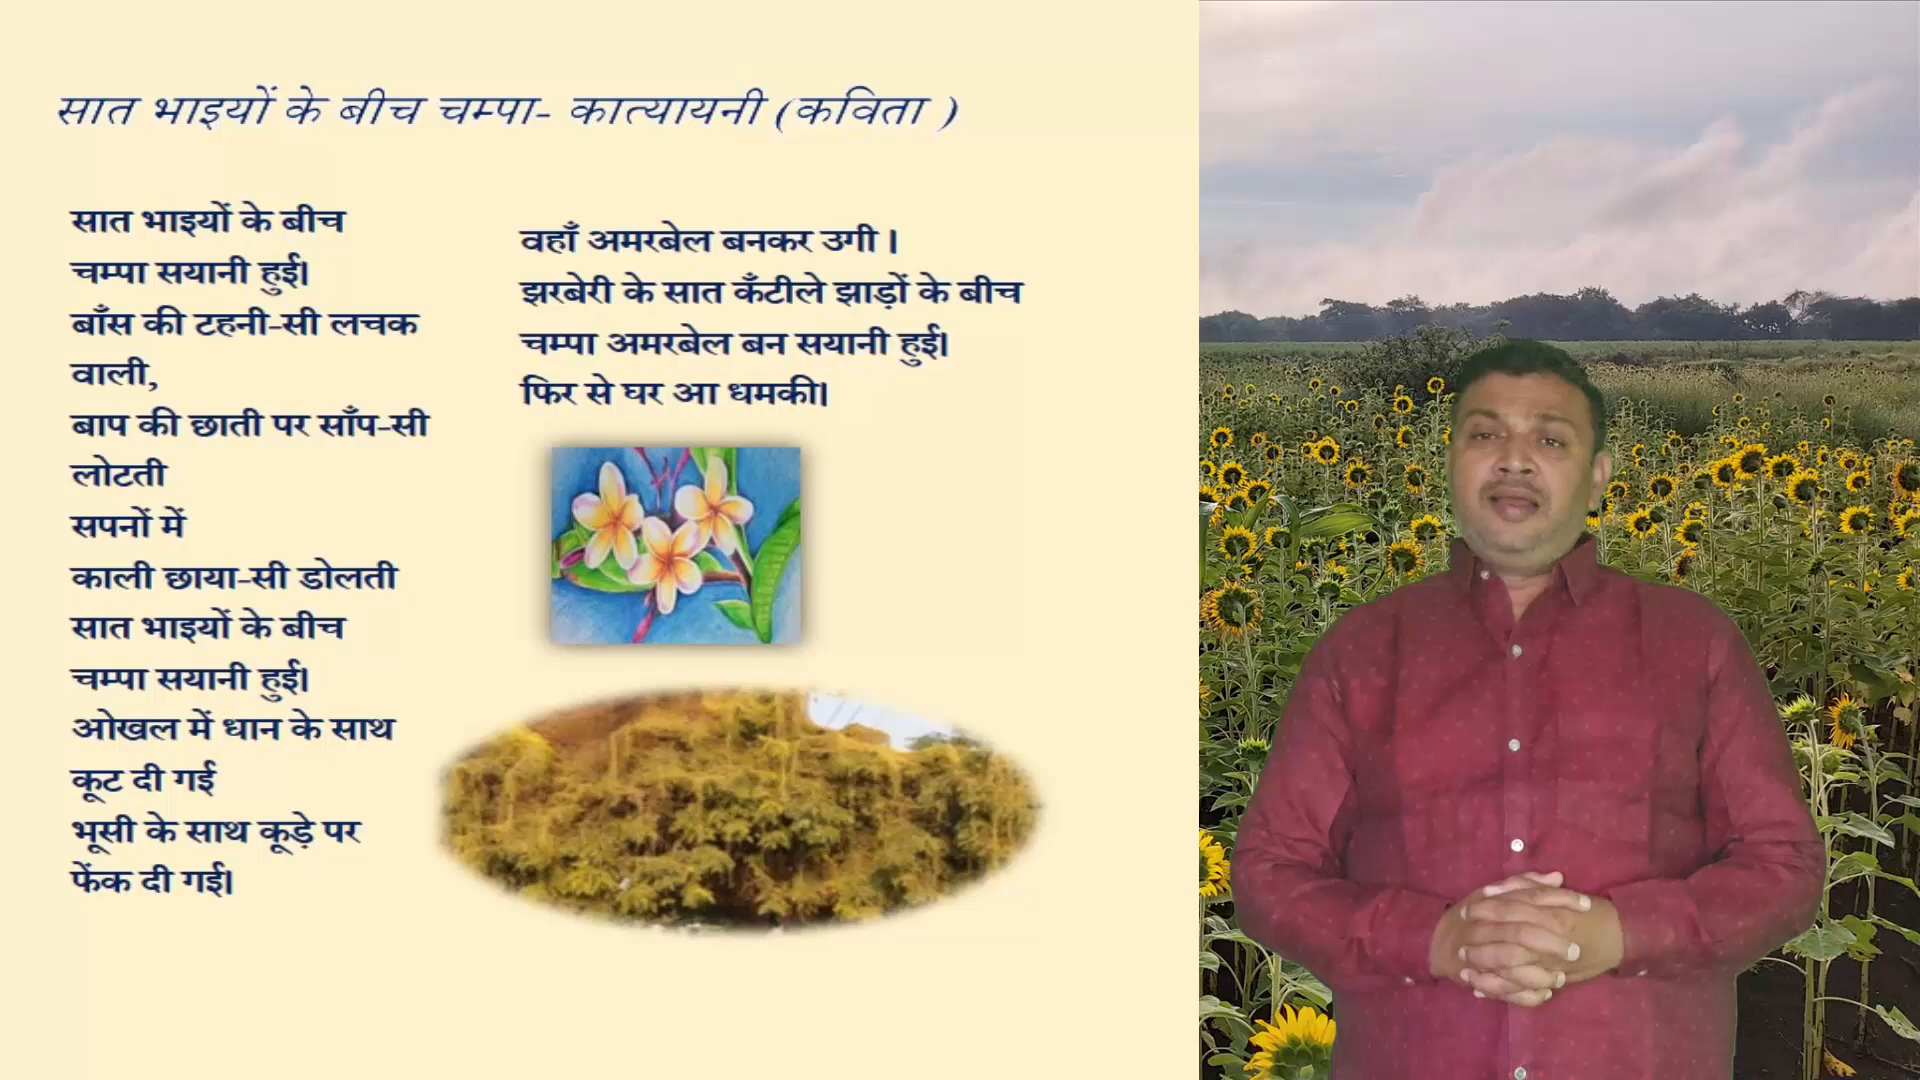 सात भाइयों के बीच चम्पा- कात्यायनी (कविता )
सात भाइयों के बीच
चम्पा सयानी हुई।
बाँस की टहनी-सी लचक
वाली,
बाप की छाती पर साँप-सी
लोटती
सपनों में
काली छाया-सी डोलती
सात भाइयों के बीच
चम्पा सयानी हुई।
ओखल में धान के साथ
कूट दी गई
भूसी के साथ कूड़े पर
फेंक दी गई।
वहाँ अमरबेल बनकर उगी ।
झरबेरी के सात कँटीले झाड़ों के बीच
चम्पा अमरबेल बन सयानी हुई।
फिर से घर आ धमकी।